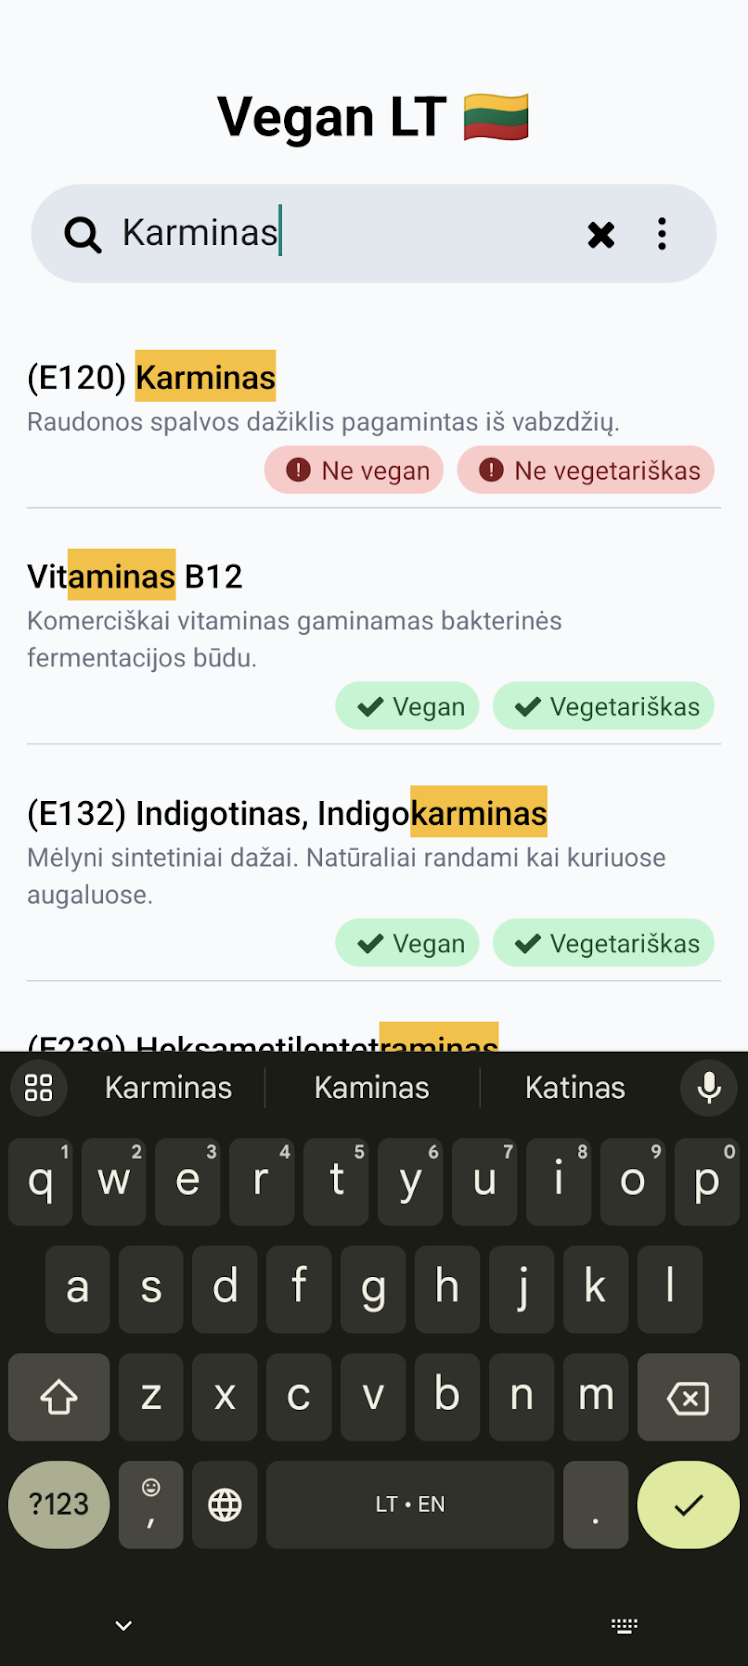 Vegan LT
Karminas
(E120) Karminas
Raudonos spalvos dažiklis pagamintas iš vabzdžių.
Ne vegan Ne vegetariškas
Vitaminas B12
Komerciškai vitaminas gaminamas bakterinės
fermentacijos būdu.
Vegan Vegetariškas
(E132) Indigotinas, Indigokarminas
Mėlyni sintetiniai dažai. Natūraliai randami kai kuriuose
augaluose.
Vegan Vegetariškas
(E239) Heksametilentetraminas
Karminas Kaminas Katinas
1 2 3 4 5 6 7 8 9 0
q w e r t y u i o p
a s d f g h j k l
z x c v b n m
?123 , LT • EN .